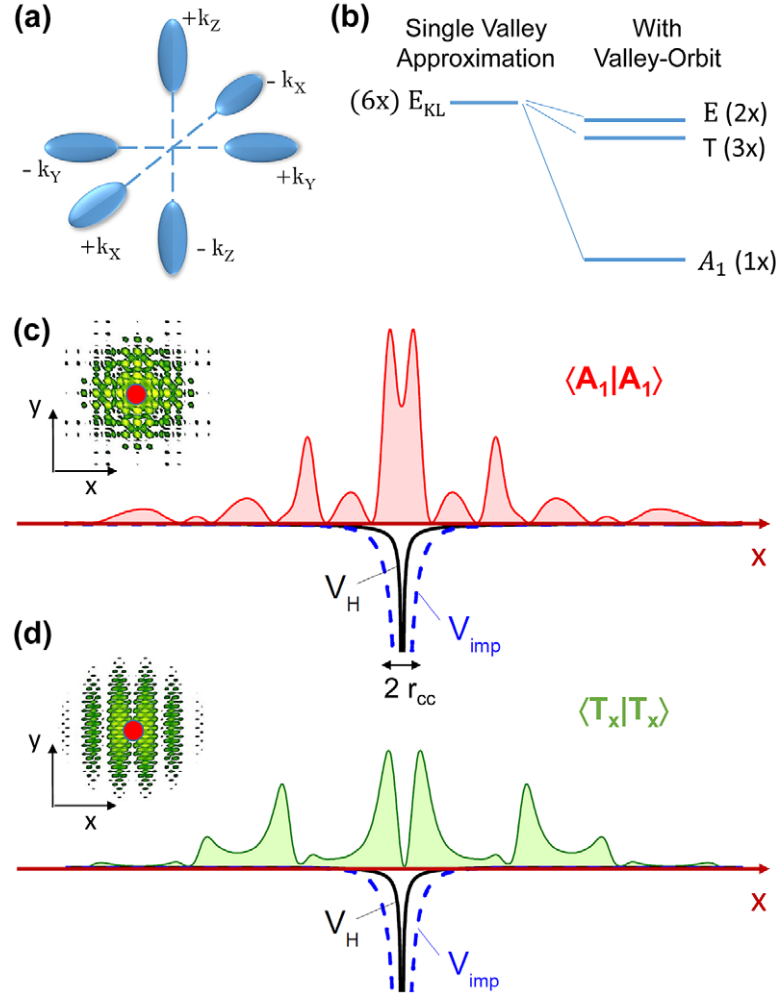 (a)
+k_Z
- k_X
- k_Y
+k_Y
+k_X
- k_Z
(b)
Single Valley
Approximation
With
Valley-Orbit
(6x) E_KL
E (2x)
T (3x)
A_1 (1x)
(c)
y
x
⟨A_1|A_1⟩
x
V_H
V_imp
2 r_cc
(d)
y
x
⟨T_x|T_x⟩
x
V_H
V_imp